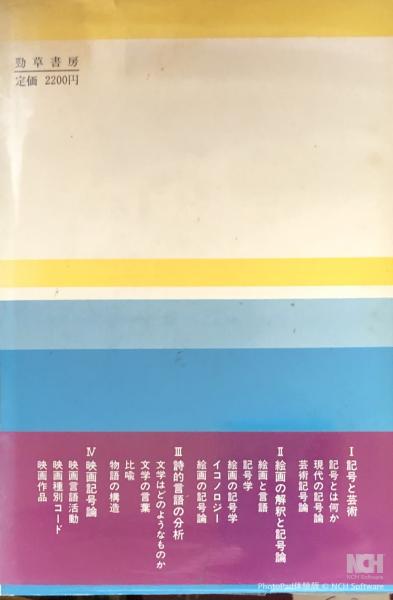 勁草書房
定価 2200円
Ⅰ 記号と芸術
記号とは何か
現代の記号論
芸術記号論
Ⅱ 絵画の解釈と記号論
絵画と言語
記号学
絵画の記号学
イコノロジー
絵画の記号論
Ⅲ 詩的言語の分析
文学はどのようなものか
文学の言葉
比喩
物語の構造
Ⅳ 映画記号論
映画言語活動
映画種別コード
映画作品
NCH
NCH Software
PhotoPad体験版 © NCH Software